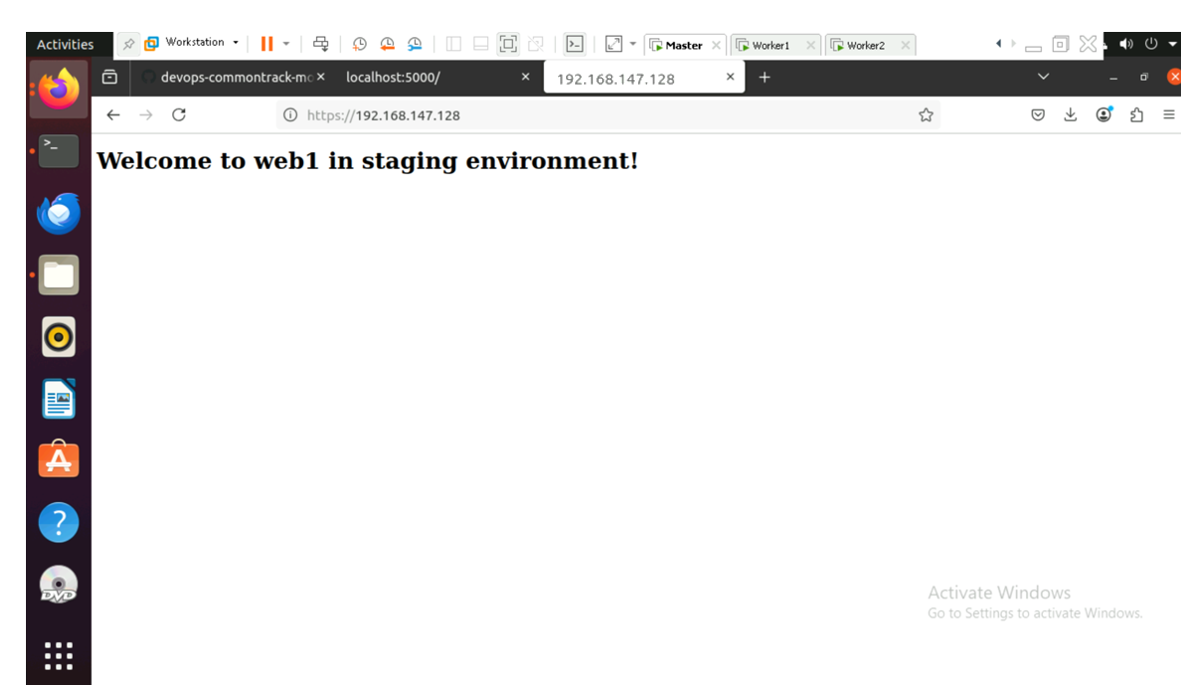 Activities Workstation Master Worker1 Worker2
devops-commontrack-mc localhost:5000/ 192.168.147.128
https://192.168.147.128
Welcome to web1 in staging environment!
DVD
Activate Windows
Go to Settings to activate Windows.